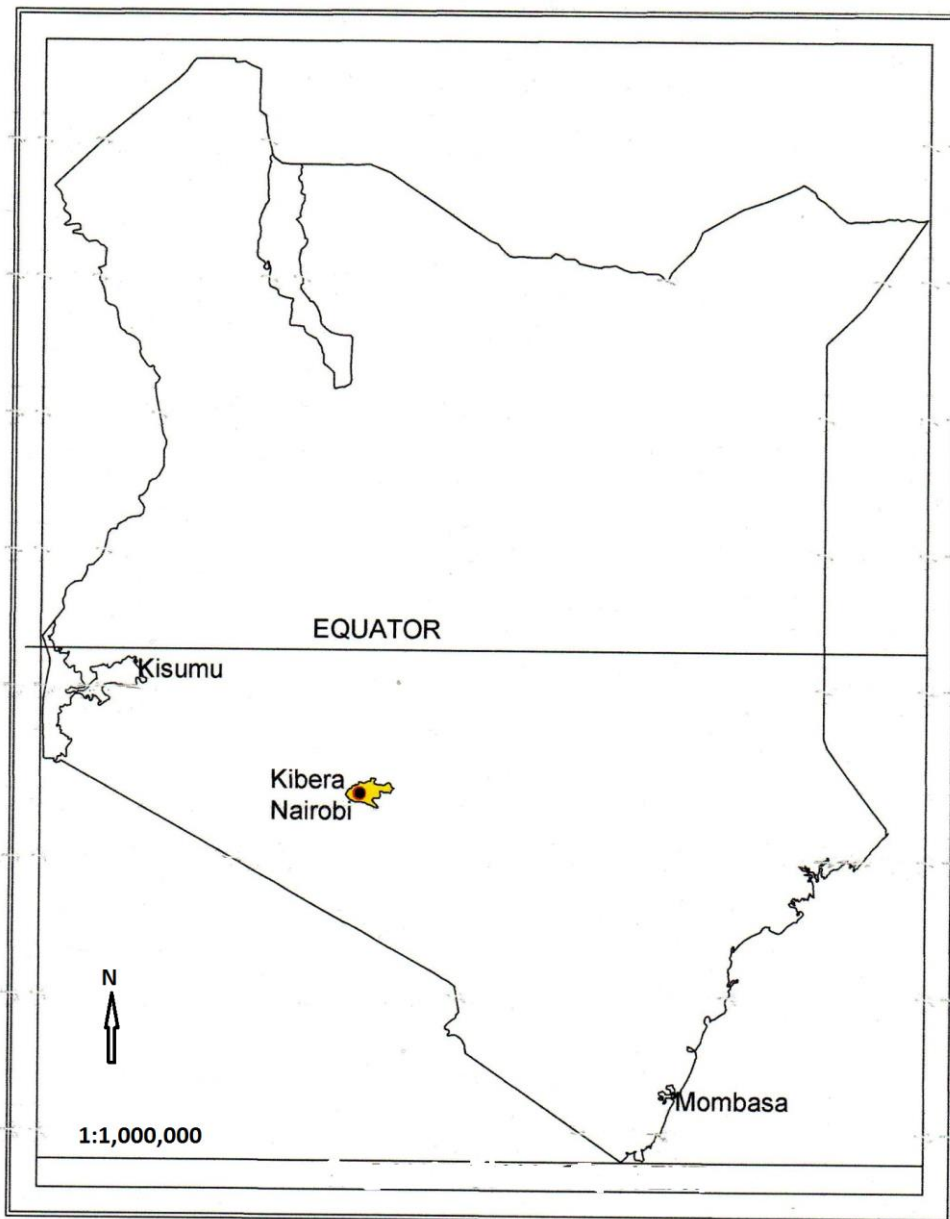 EQUATOR
Kisumu
Kibera
Nairobi
N
Mombasa
1:1,000,000